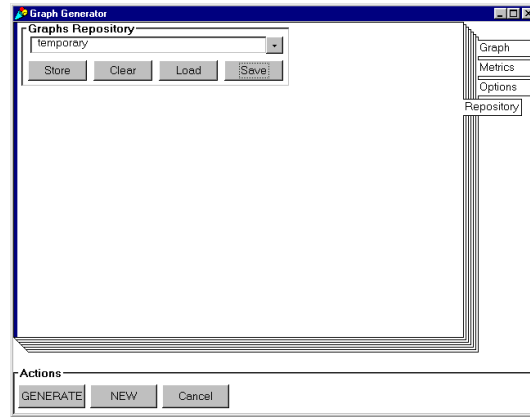 Graph Generator
Graphs Repository
temporary
Store Clear Load Save
Graph
Metrics
Options
Repository
Actions
GENERATE NEW Cancel